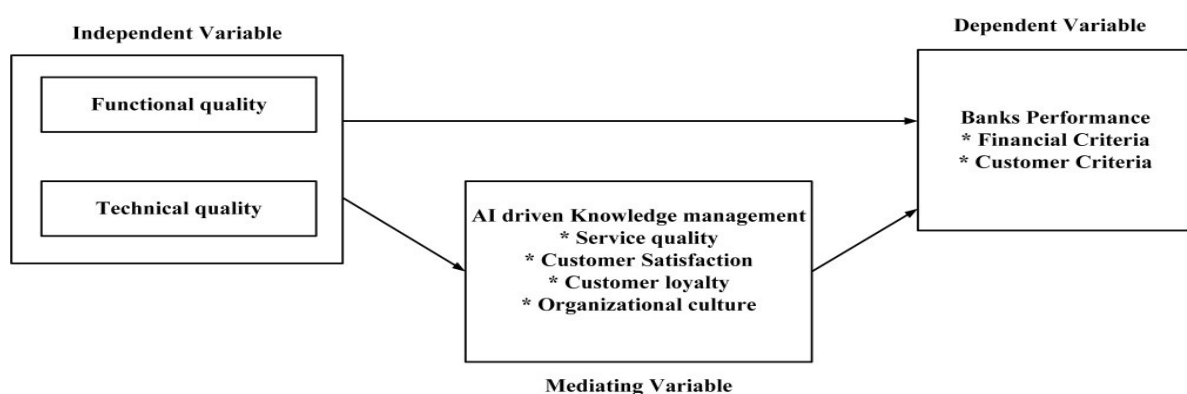 Independent Variable
Functional quality
Technical quality
AI driven Knowledge management
* Service quality
* Customer Satisfaction
* Customer loyalty
* Organizational culture
Mediating Variable
Dependent Variable
Banks Performance
* Financial Criteria
* Customer Criteria